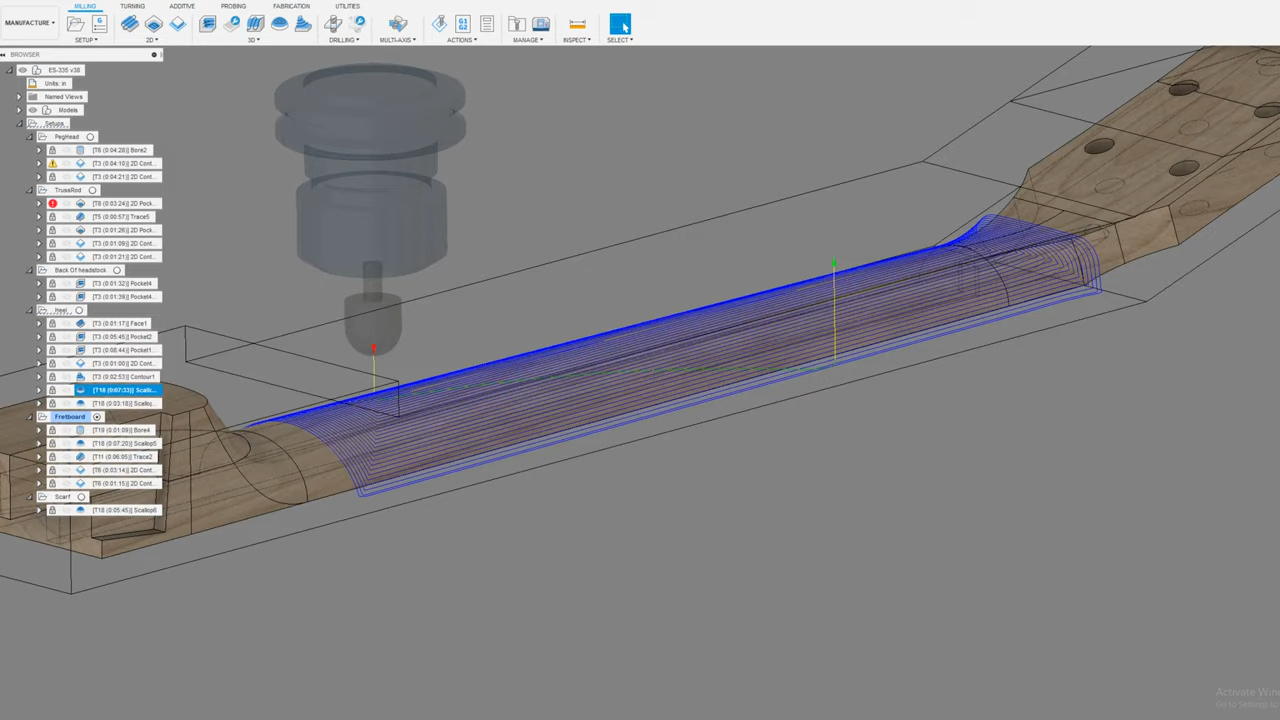 MILLING TURNING ADDITIVE PROBING FABRICATION UTILITIES
MANUFACTURE
G
G1
G2
SETUP 2D 3D DRILLING MULTI-AXIS ACTIONS MANAGE INSPECT SELECT
BROWSER
ES-335 v38
Units: in
Named Views
Models
Setups
PegHead
[T6 (0:04:28)] Bore2
[T3 (0:04:10)] 2D Cont...
[T3 (0:04:21)] 2D Cont...
TrussRod
[T8 (0:03:24)] 2D Pock...
[T5 (0:00:57)] Trace5
[T3 (0:01:26)] 2D Pock...
[T3 (0:01:09)] 2D Cont...
[T3 (0:01:21)] 2D Cont...
Back Of headstock
[T3 (0:01:32)] Pocket4
[T3 (0:01:39)] Pocket4...
Heel
[T3 (0:01:17)] Face1
[T3 (0:05:45)] Pocket2
[T3 (0:08:44)] Pocket1...
[T3 (0:01:00)] 2D Cont...
[T3 (0:02:53)] Contour1
[T18 (0:07:33)] Scallo...
[T18 (0:03:18)] Scallo...
Fretboard
[T19 (0:01:09)] Bore4
[T18 (0:07:20)] Scallop5
[T11 (0:06:05)] Trace2
[T6 (0:03:14)] 2D Cont...
[T6 (0:01:15)] 2D Cont...
Scarf
[T18 (0:05:45)] Scallop6
Activate Win
Go to Settings to